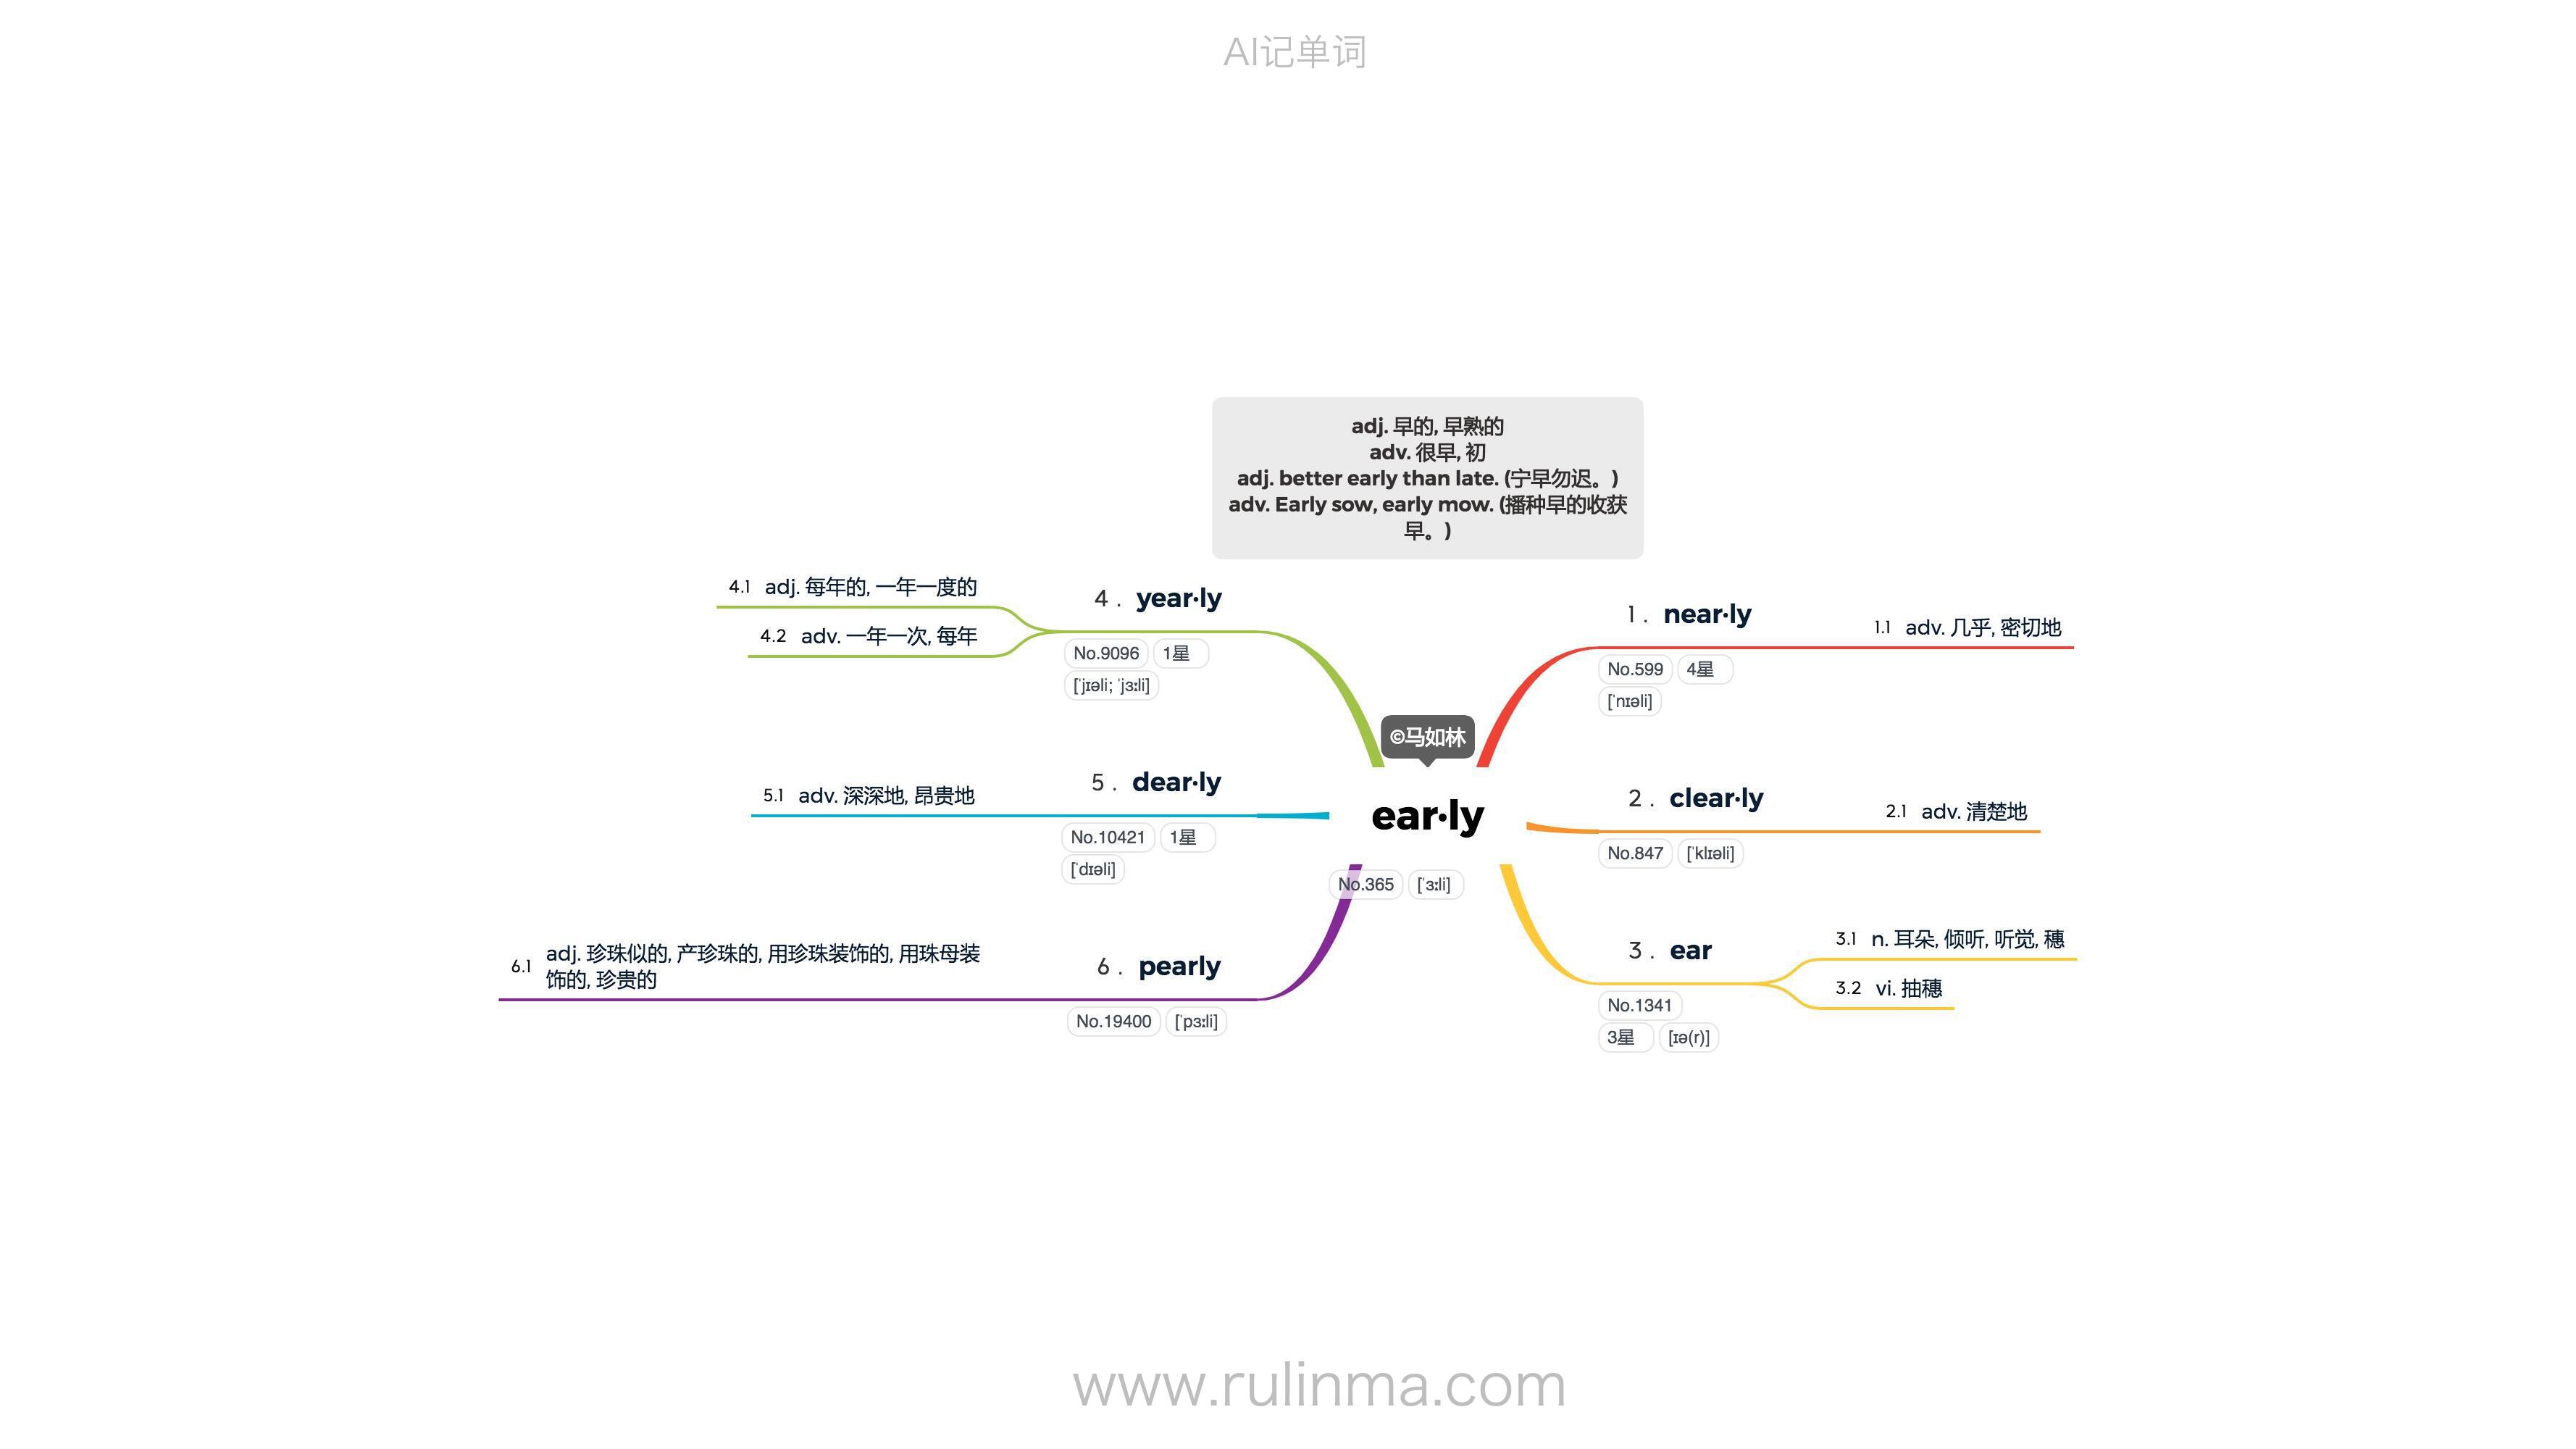 AI记单词
adj. 早的, 早熟的
adv. 很早, 初
adj. better early than late. (宁早勿迟。)
adv. Early sow, early mow. (播种早的收获
早。)
©马如林
ear·ly
No.365 ['ɜːli]
1 . near·ly
No.599 4星
['nɪəli]
1.1 adv. 几乎, 密切地
2 . clear·ly
No.847 ['klɪəli]
2.1 adv. 清楚地
3 . ear
No.1341
3星 [ɪə(r)]
3.1 n. 耳朵, 倾听, 听觉, 穗
3.2 vi. 抽穗
4 . year·ly
No.9096 1星
['jɪəli; 'jɜːli]
4.1 adj. 每年的, 一年一度的
4.2 adv. 一年一次, 每年
5 . dear·ly
No.10421 1星
['dɪəli]
5.1 adv. 深深地, 昂贵地
6 . pearly
No.19400 ['pɜːli]
6.1 adj. 珍珠似的, 产珍珠的, 用珍珠装饰的, 用珠母装
饰的, 珍贵的
www.rulinma.com